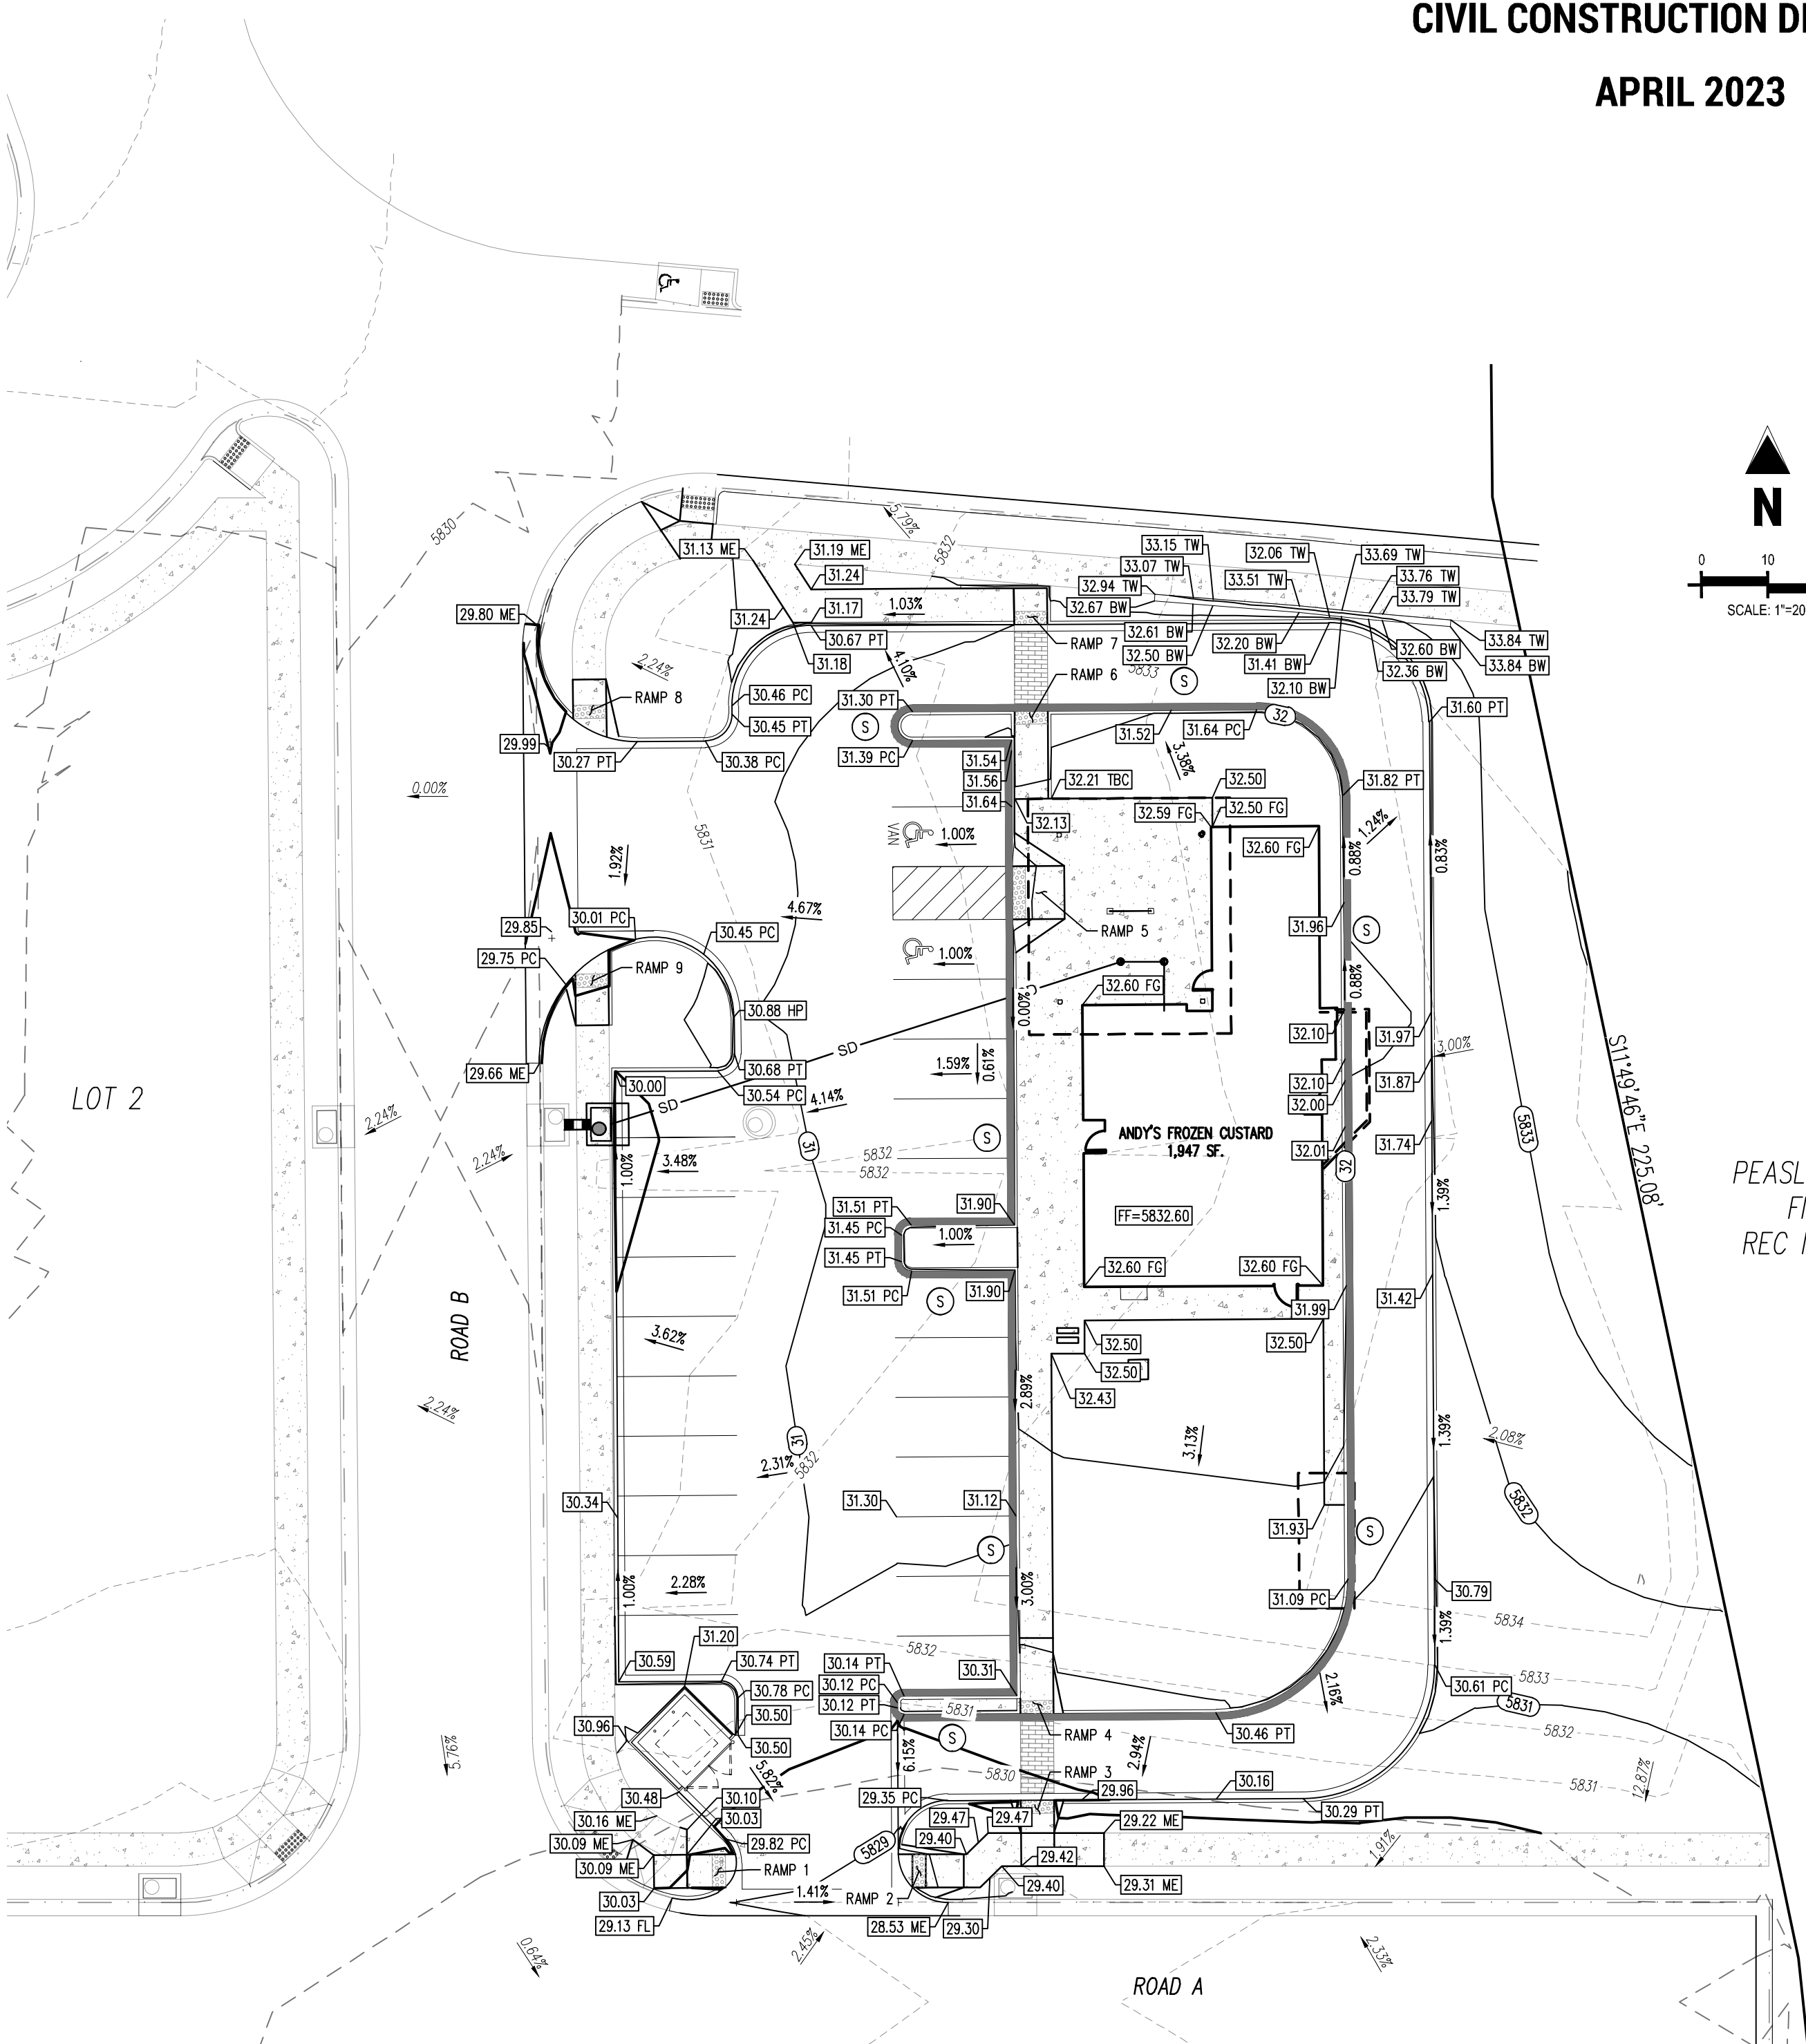 CIVIL CONSTRUCTION D
APRIL 2023
N
0 10
SCALE: 1"=20
5830
5.79%
5832
31.13 ME
31.19 ME
31.24
33.15 TW
33.07 TW
32.94 TW
32.06 TW
33.51 TW
33.69 TW
33.76 TW
33.79 TW
29.80 ME
31.24
31.17
1.03%
30.67 PT
32.67 BW
32.61 BW
32.20 BW
32.60 BW
33.84 TW
2.24%
31.18
4.10%
RAMP 7
32.50 BW
31.41 BW
32.36 BW
33.84 BW
RAMP 8
30.46 PC
31.30 PT
RAMP 6
5833
S
32.10 BW
30.45 PT
S
31.60 PT
29.99
30.27 PT
30.38 PC
31.39 PC
31.54
31.52
31.64 PC
32
0.00%
31.56
31.64
32.21 TBC
3.38%
32.50
31.82 PT
32.13
32.59 FG
32.50 FG
VAN
1.00%
5831
32.60 FG
0.88%
1.24%
0.83%
1.92%
4.67%
30.01 PC
29.85
30.45 PC
31.96
S
RAMP 5
29.75 PC
RAMP 9
1.00%
32.60 FG
0.88%
30.88 HP
0.00%
32.10
31.97
SD
3.00%
S11°49'46"E 225.08'
29.66 ME
30.00
30.68 PT
1.59%
0.61%
32.10
31.87
LOT 2
30.54 PC
SD
4.14%
32.00
5833
2.24%
2.24%
31
S
ANDY'S FROZEN CUSTARD
1,947 SF.
31.74
1.00%
3.48%
5832
5832
32.01
32
PEASL
F
REC
1.39%
31.51 PT
31.90
31.45 PC
1.00%
FF=5832.60
31.45 PT
32.60 FG
32.60 FG
31.51 PC
S
31.90
31.99
31.42
ROAD B
3.62%
32.50
32.50
32.50
2.24%
2.89%
32.43
31
2.31%
5832
3.13%
1.39%
2.08%
30.34
31.30
31.12
5832
31.93
S
S
1.00%
2.28%
3.00%
31.09 PC
30.79
5834
1.39%
31.20
5832
30.59
30.74 PT
30.14 PT
30.31
30.78 PC
30.12 PC
2.16%
30.61 PC
5833
30.50
30.12 PT
5831
5831
30.96
30.50
30.14 PC
S
RAMP 4
30.46 PT
5832
5.76%
5.82%
6.15%
2.94%
5830
RAMP 3
5831
12.87%
30.48
30.10
29.35 PC
29.96
30.16
30.16 ME
30.03
29.47
29.47
29.22 ME
30.29 PT
30.09 ME
29.82 PC
5829
29.40
1.91%
30.09 ME
RAMP 1
29.42
30.03
1.41%
RAMP 2
29.40
29.31 ME
29.13 FL
28.53 ME
29.30
0.64%
2.45%
2.33%
ROAD A